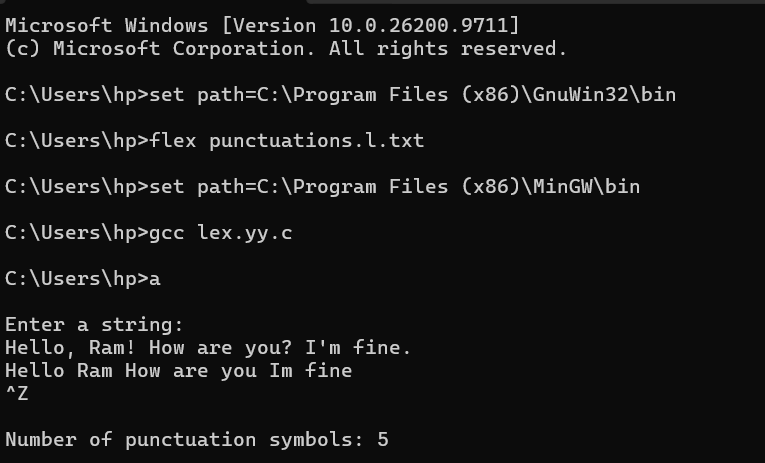 Microsoft Windows [Version 10.0.26200.9711]
(c) Microsoft Corporation. All rights reserved.
C:\Users\hp>set path=C:\Program Files (x86)\GnuWin32\bin
C:\Users\hp>flex punctuations.l.txt
C:\Users\hp>set path=C:\Program Files (x86)\MinGW\bin
C:\Users\hp>gcc lex.yy.c
C:\Users\hp>a
Enter a string:
Hello, Ram! How are you? I'm fine.
Hello Ram How are you Im fine
^Z
Number of punctuation symbols: 5